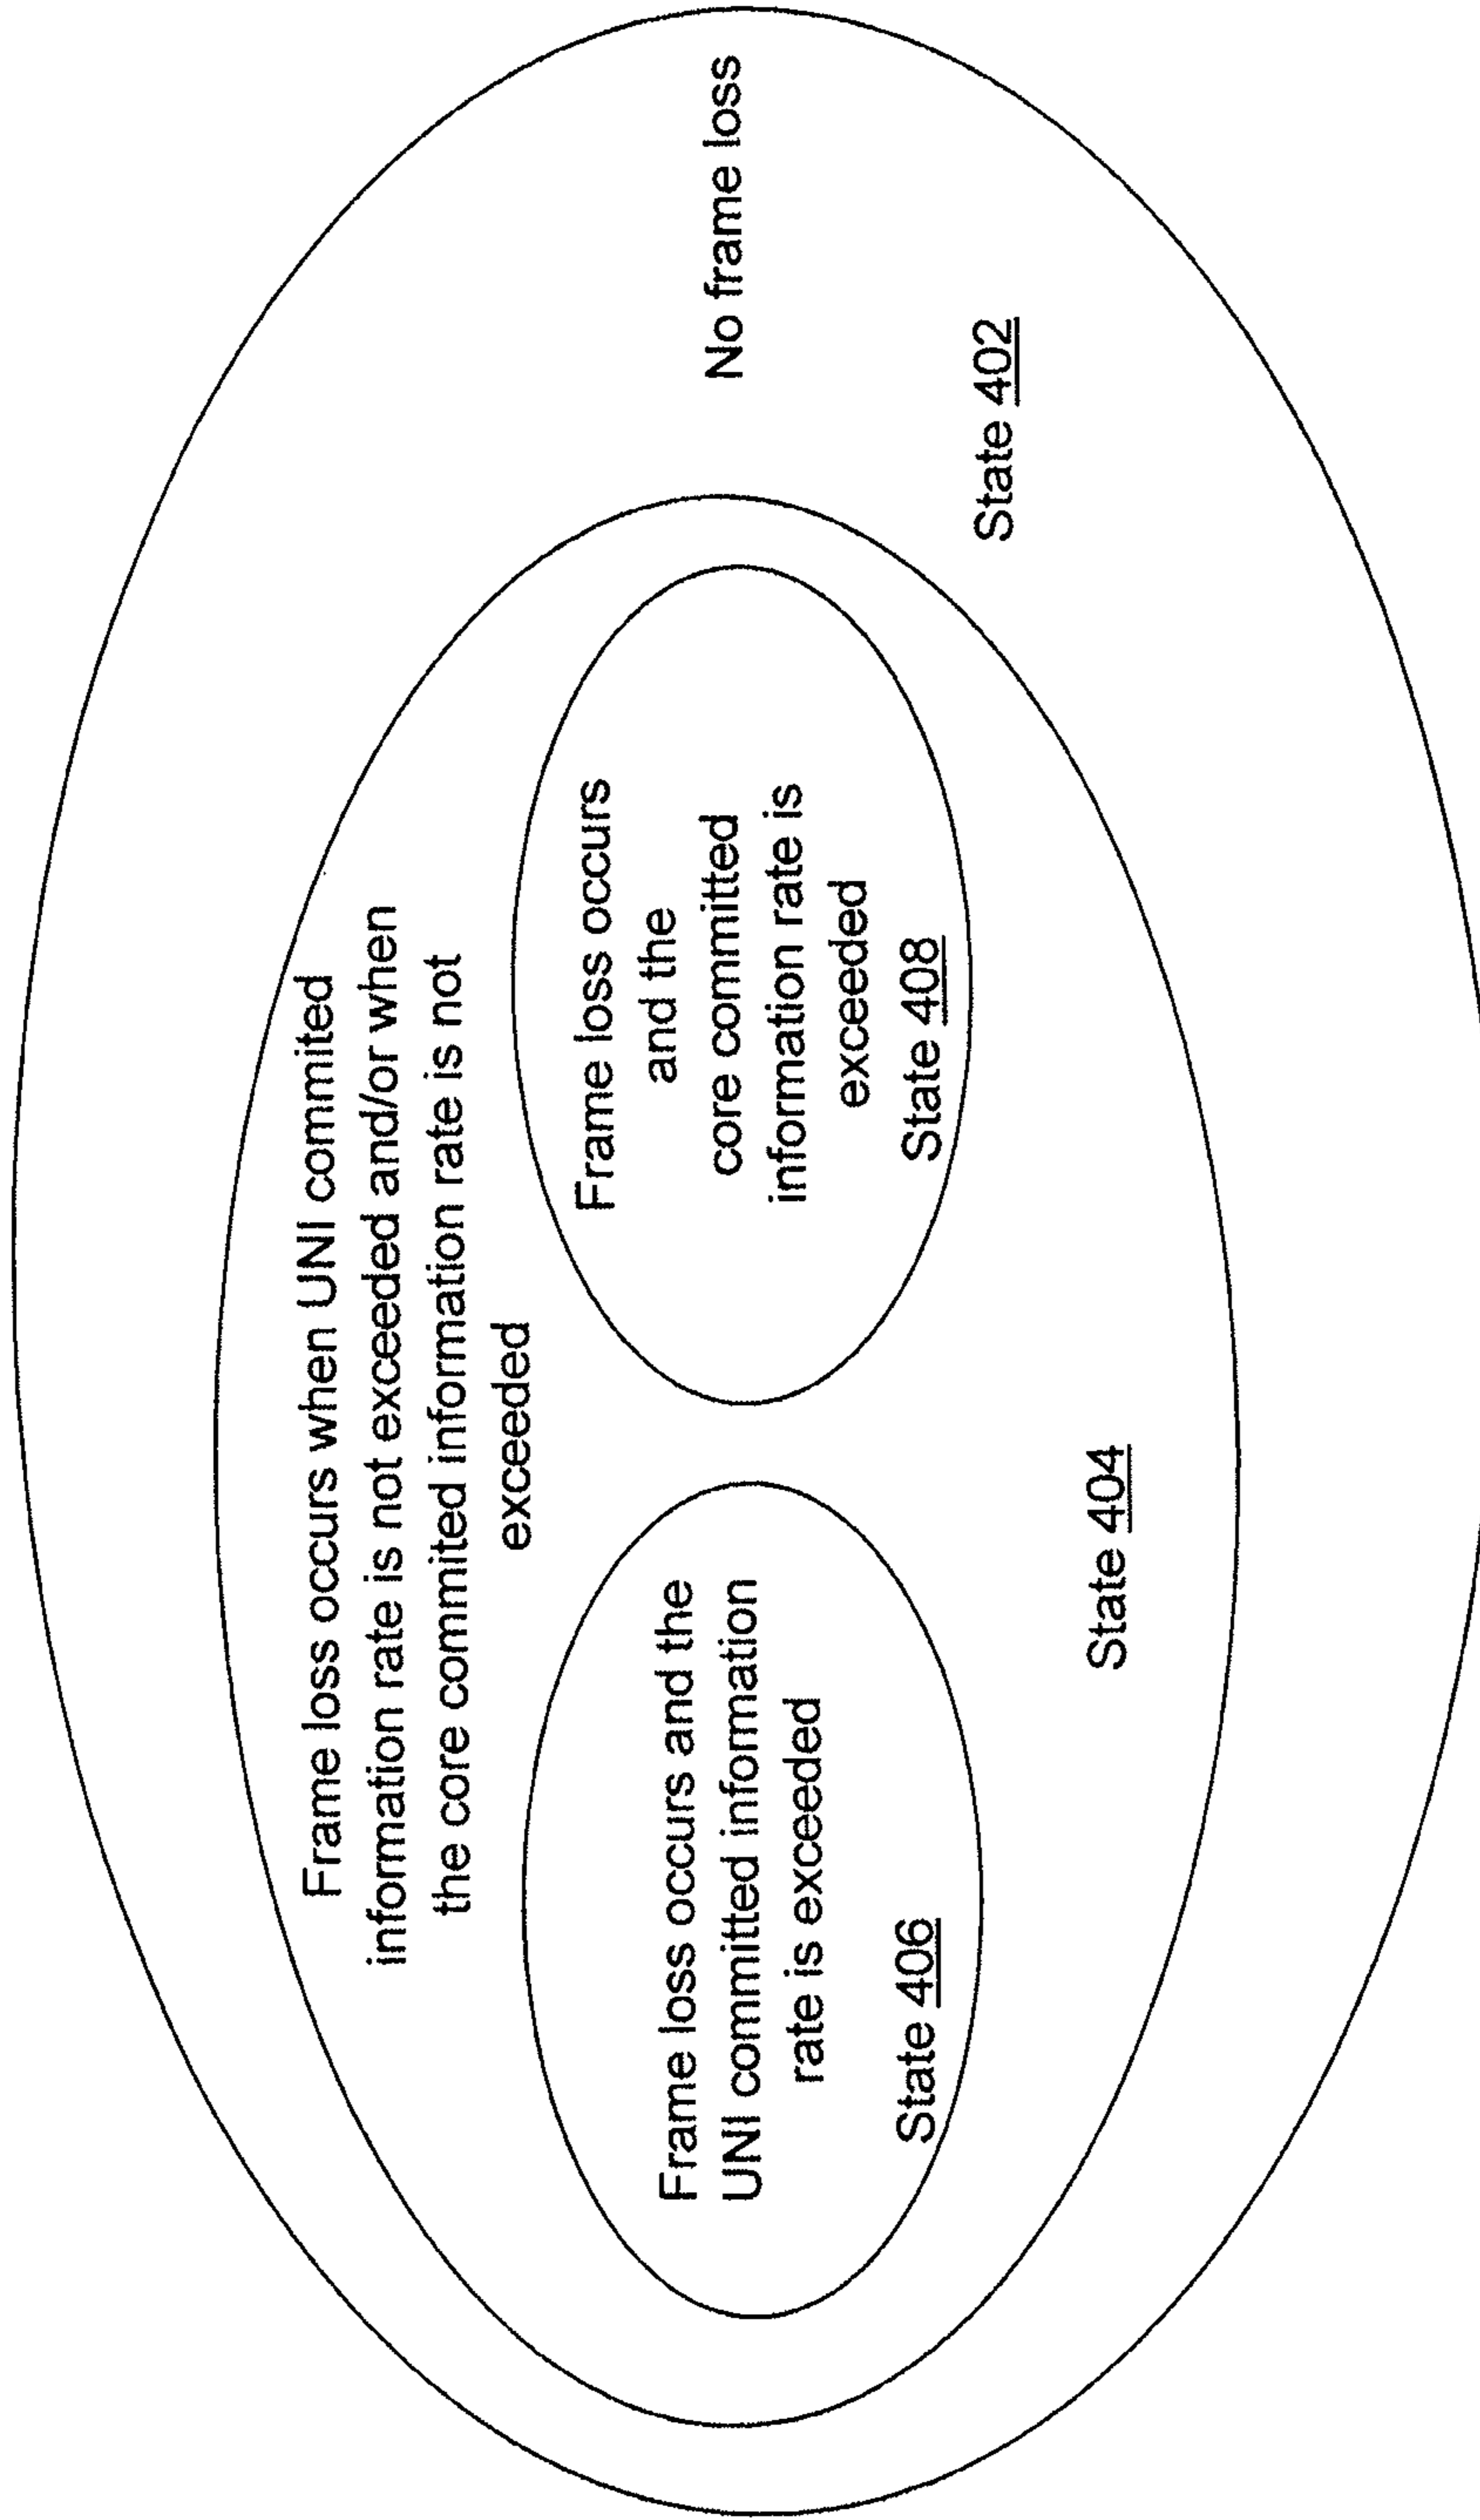 Frame loss occurs when UNI commited
information rate is not exceeded and/or when
the core commited information rate is not
exceeded
Frame loss occurs and the
UNI committed information
rate is exceeded
State 406
Frame loss occurs
and the
core committed
information rate is
exceeded
State 408
No frame loss
State 402
State 404